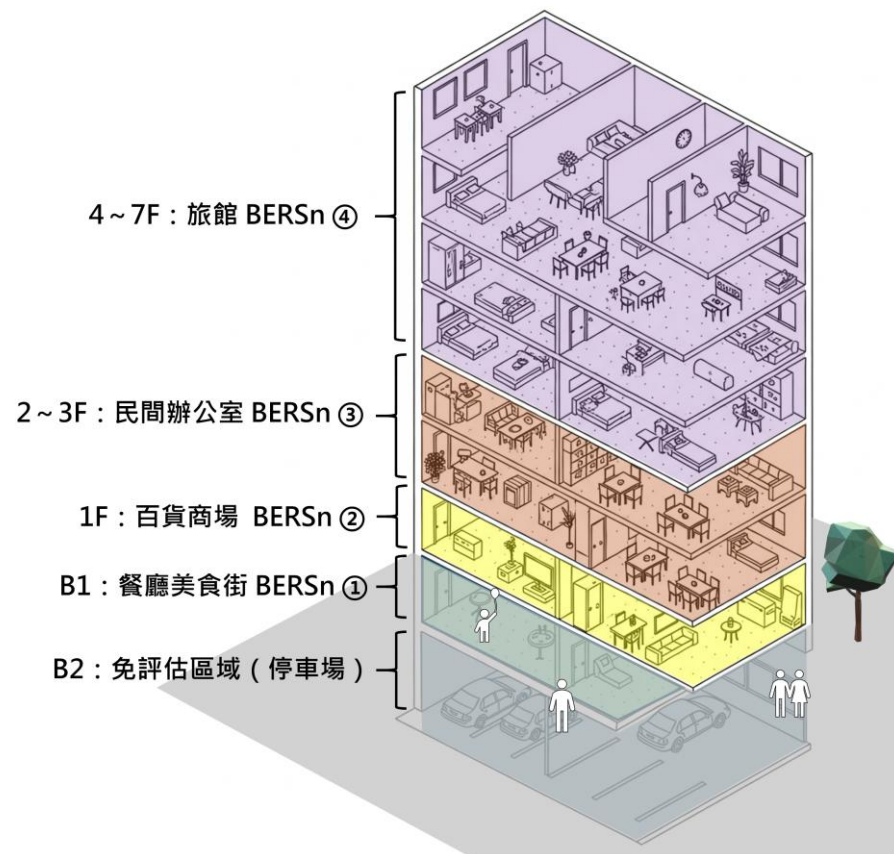 4～7F：旅館 BERSn ④
2～3F：民間辦公室 BERSn ③
1F：百貨商場 BERSn ②
B1：餐廳美食街 BERSn ①
B2：免評估區域（停車場）